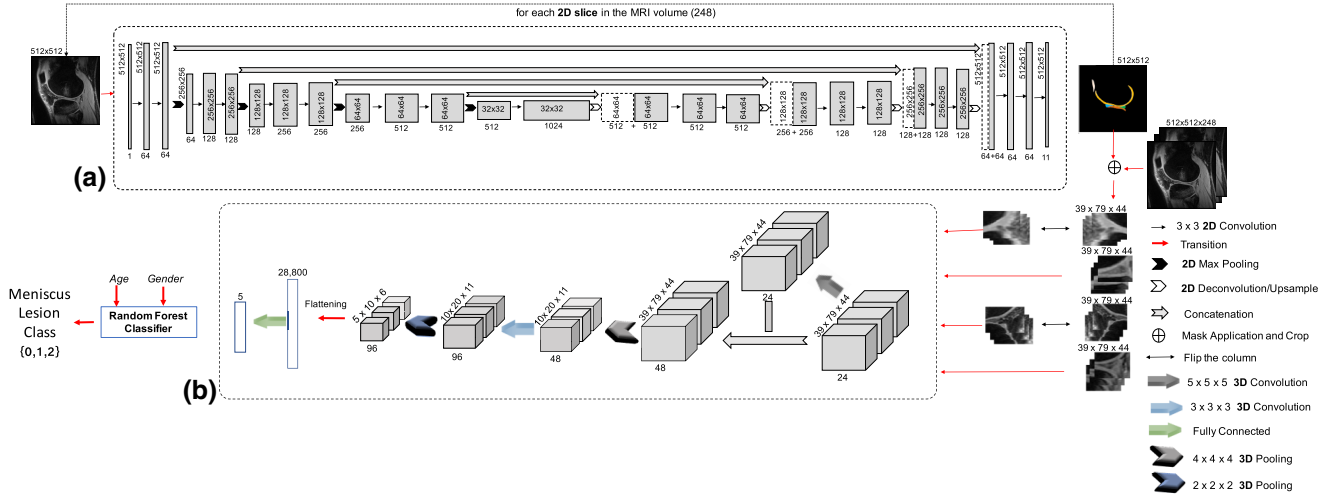 for each 2D slice in the MRI volume (248)
512x512
512x512
512x512
512x512
256x256
256x256
256x256
128x128
128x128
128x128
64x64
64x64
64x64
32x32
32x32
64x64
64x64
64x64
64x64
128x128
128x128
128x128
128x128
256x256
256x256
256x256
256x256
512x512
512x512
512x512
512x512
512x512
512x512
1
64
64
64
128
128
128
256
256
256
512
512
512
1024
512 + 512
512
512
256 + 256
128
128
128+128
128
128
64+64
64
64
11
(a)
512x512x248
39 x 79 x 44
39 x 79 x 44
39 x 79 x 44
39 x 79 x 44
3 x 3 2D Convolution
Transition
2D Max Pooling
2D Deconvolution/Upsample
Concatenation
Mask Application and Crop
Flip the column
5 x 5 x 5 3D Convolution
3 x 3 x 3 3D Convolution
Fully Connected
4 x 4 x 4 3D Pooling
2 x 2 x 2 3D Pooling
39 x 79 x 44
24
+
39 x 79 x 44
24
39 x 79 x 44
48
10x 20 x 11
48
10x 20 x 11
96
5 x 10 x 6
96
Flattening
28,800
5
Age
Gender
Random Forest
Classifier
Meniscus
Lesion
Class
{0,1,2}
(b)